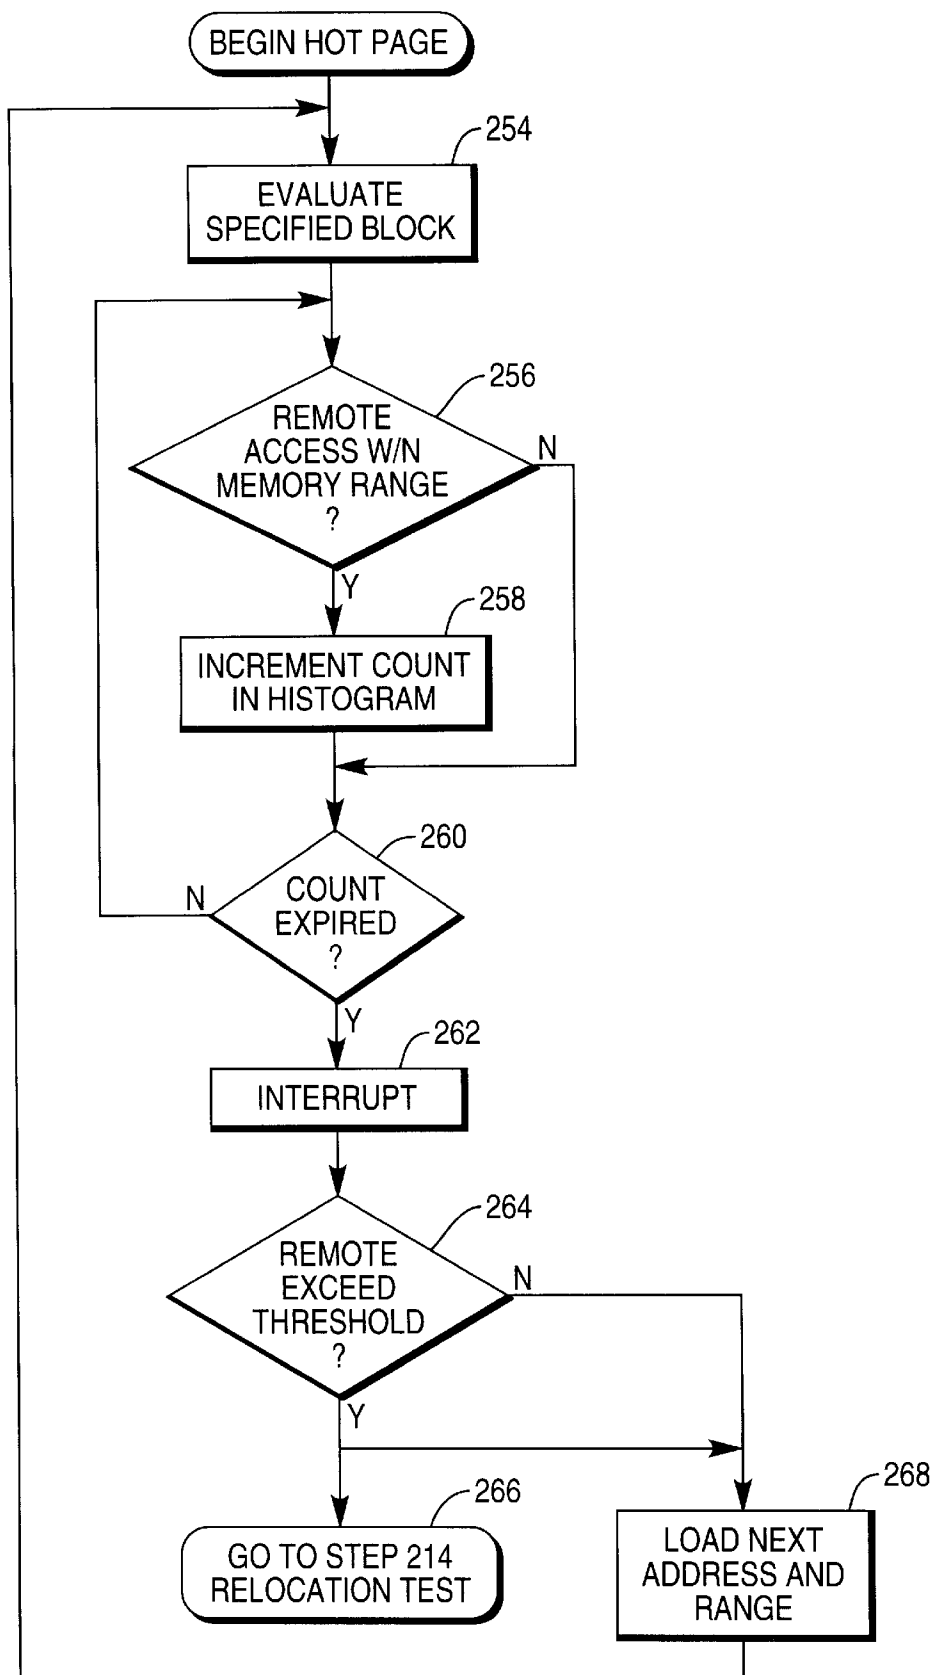 BEGIN HOT PAGE
254
EVALUATE
SPECIFIED BLOCK
256
REMOTE
ACCESS W/N
MEMORY RANGE
?
N
Y
258
INCREMENT COUNT
IN HISTOGRAM
260
COUNT
EXPIRED
?
N
Y
262
INTERRUPT
264
REMOTE
EXCEED
THRESHOLD
?
N
Y
266
GO TO STEP 214
RELOCATION TEST
268
LOAD NEXT
ADDRESS AND
RANGE